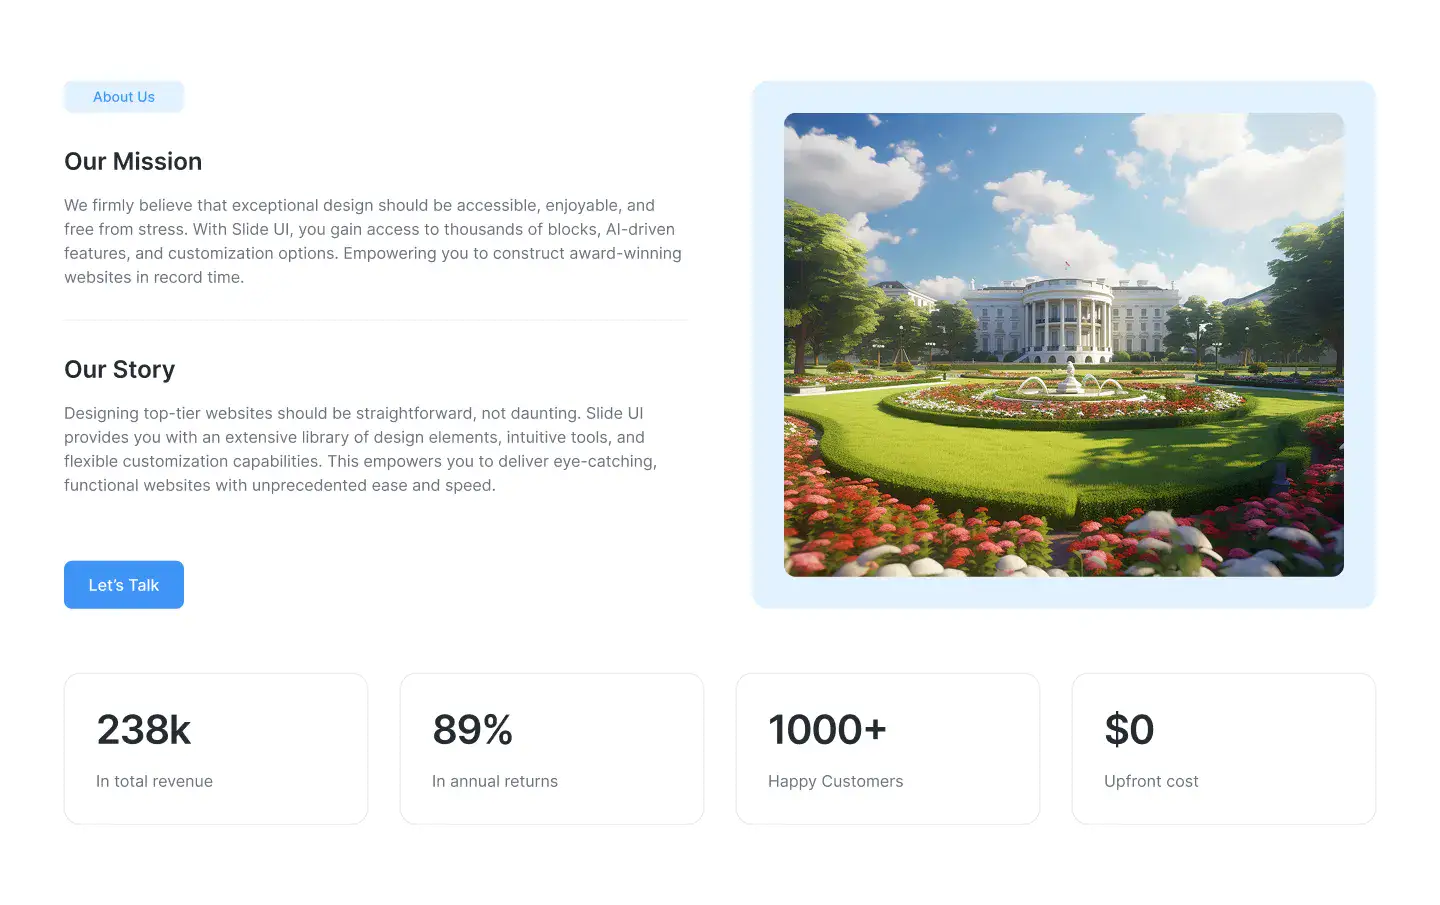 About Us
Our Mission
We firmly believe that exceptional design should be accessible, enjoyable, and
free from stress. With Slide UI, you gain access to thousands of blocks, AI-driven
features, and customization options. Empowering you to construct award-winning
websites in record time.
Our Story
Designing top-tier websites should be straightforward, not daunting. Slide UI
provides you with an extensive library of design elements, intuitive tools, and
flexible customization capabilities. This empowers you to deliver eye-catching,
functional websites with unprecedented ease and speed.
Let’s Talk
238k
In total revenue
89%
In annual returns
1000+
Happy Customers
$0
Upfront cost